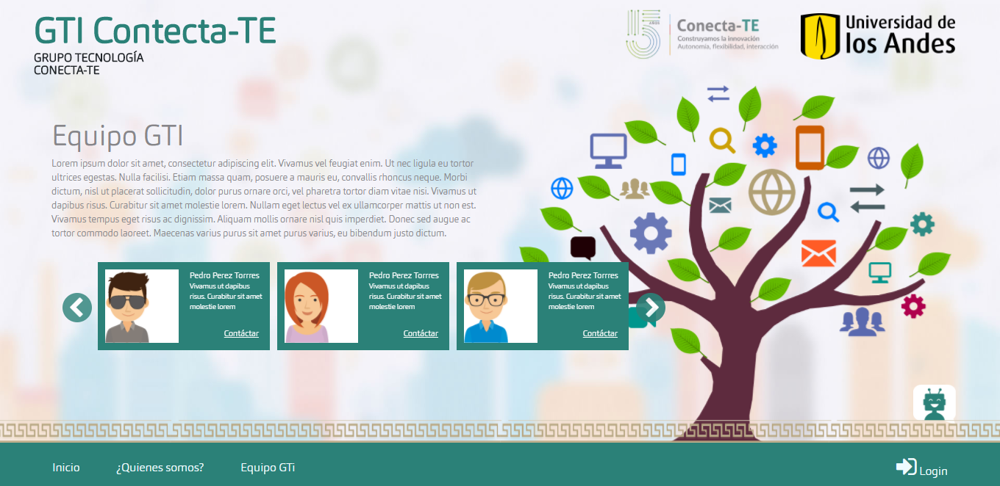 GTI Contecta-TE
GRUPO TECNOLOGÍA
CONECTA-TE
15
AÑOS
Conecta-TE
Construyamos la innovación
Autonomía, flexibilidad, interacción
Universidad de
los Andes
Equipo GTI
Lorem ipsum dolor sit amet, consectetur adipiscing elit. Vivamus vel feugiat enim. Ut nec ligula eu tortor
ultrices egestas. Nulla facilisi. Etiam massa quam, posuere a mauris eu, convallis rhoncus neque. Morbi
dictum, nisl ut placerat sollicitudin, dolor purus ornare orci, vel pharetra tortor diam vitae nisi. Vivamus ut
dapibus risus. Curabitur sit amet molestie lorem. Nullam eget lectus vel ex ullamcorper mattis ut non est.
Vivamus tempus eget risus ac dignissim. Aliquam mollis ornare nisl quis imperdiet. Donec sed augue ac
tortor commodo laoreet. Maecenas varius purus sit amet purus varius, eu bibendum justo dictum.
Pedro Perez Torrres
Vivamus ut dapibus
risus. Curabitur sit amet
molestie lorem
Contáctar
Pedro Perez Torrres
Vivamus ut dapibus
risus. Curabitur sit amet
molestie lorem
Contáctar
Pedro Perez Torrres
Vivamus ut dapibus
risus. Curabitur sit amet
molestie lorem
Contáctar
Inicio
¿Quienes somos?
Equipo GTi
Login